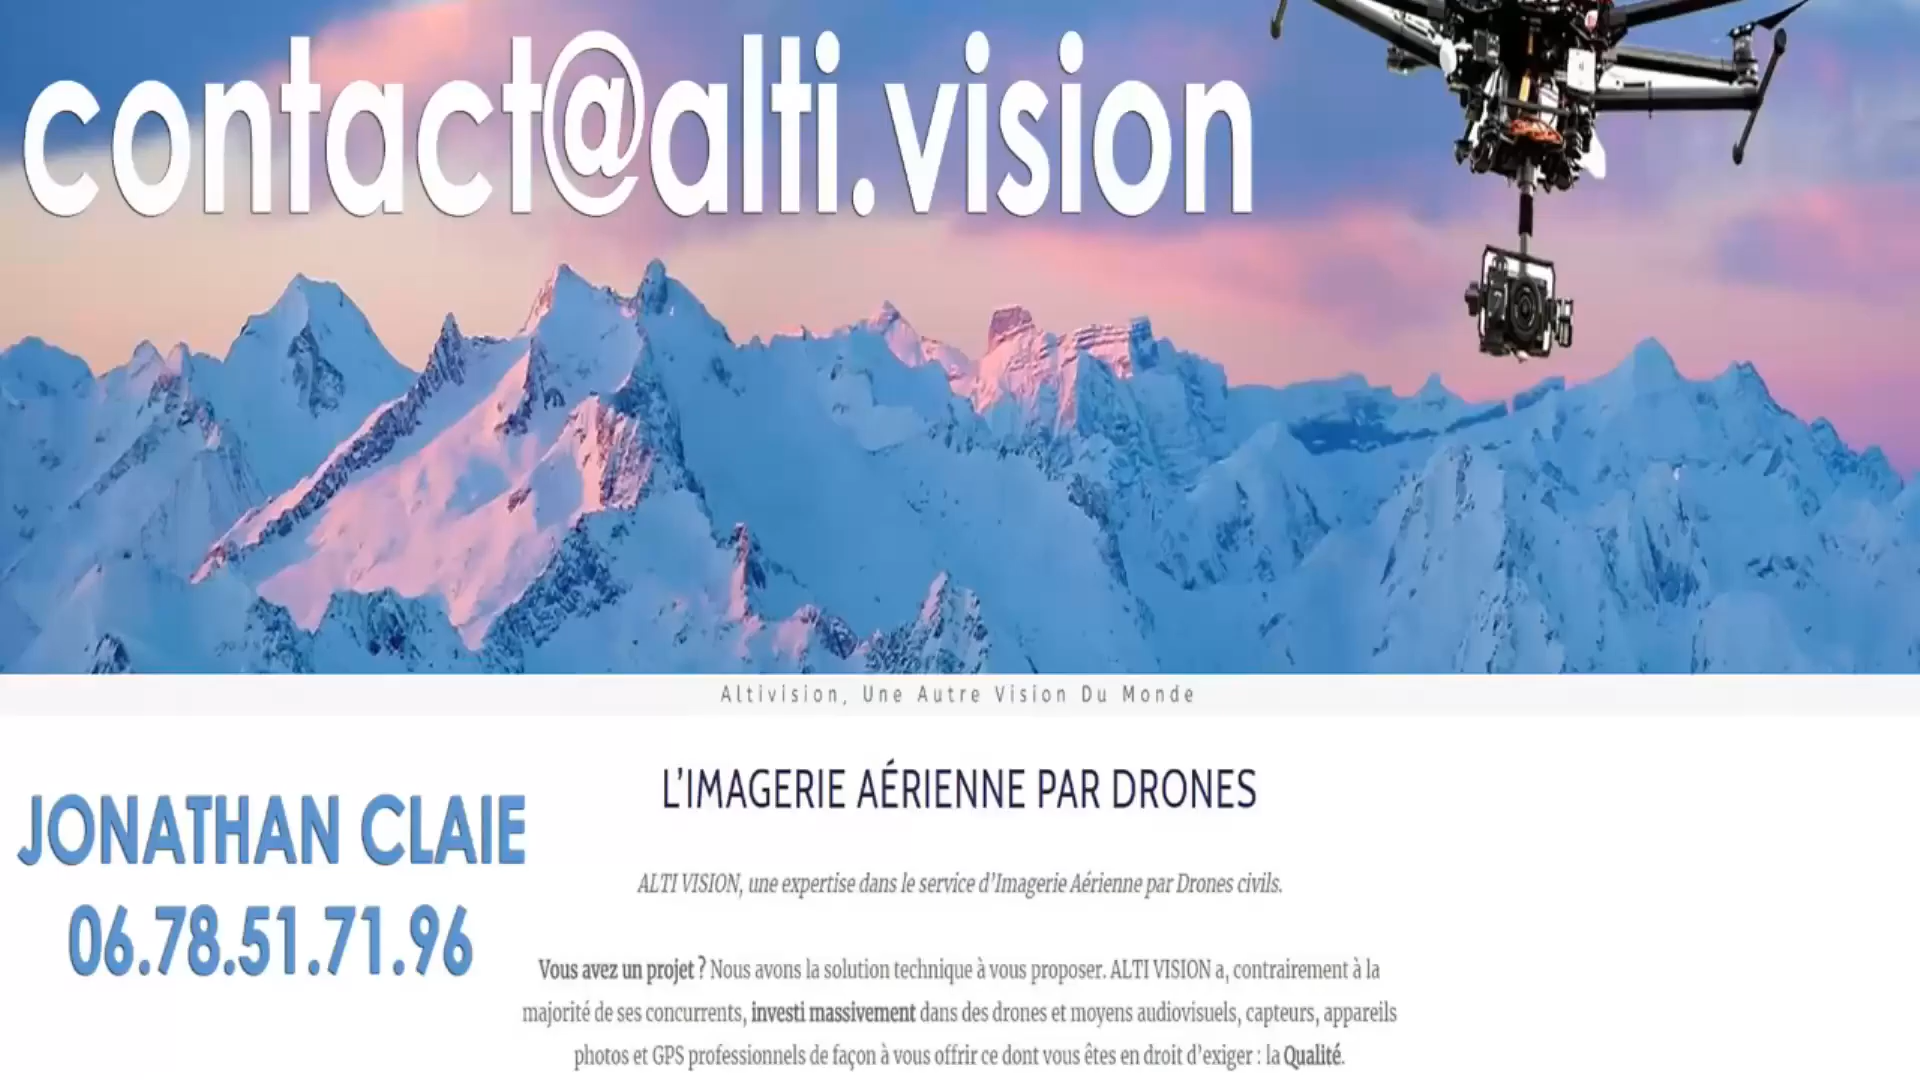 contact@alti.vision
Altivision, Une Autre Vision Du Monde
L'IMAGERIE AÉRIENNE PAR DRONES
JONATHAN CLAIE
06.78.51.71.96
ALTI VISION, une expertise dans le service d'Imagerie Aérienne par Drones civils.
Vous avez un projet ? Nous avons la solution technique à vous proposer. ALTI VISION a, contrairement à la
majorité de ses concurrents, investi massivement dans des drones et moyens audiovisuels, capteurs, appareils
photos et GPS professionnels de façon à vous offrir ce dont vous êtes en droit d'exiger : la Qualité.